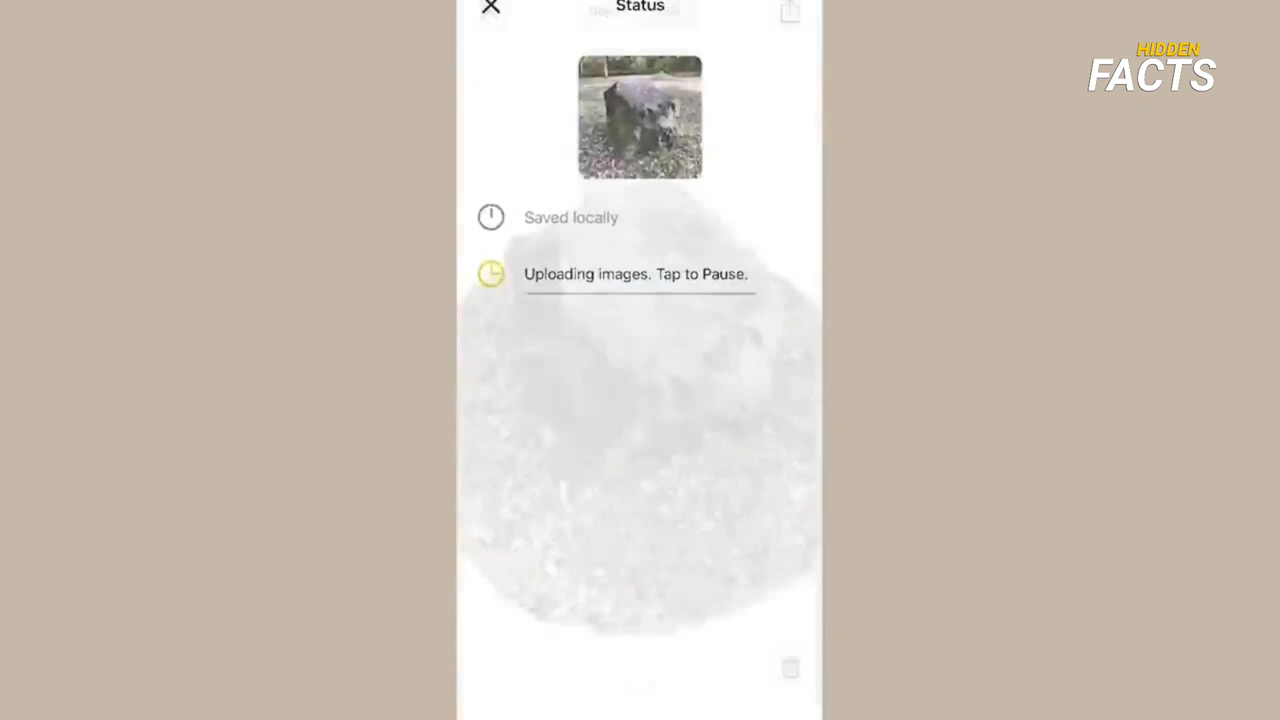 Status
HIDDEN
FACTS
Saved locally
Uploading images. Tap to Pause.